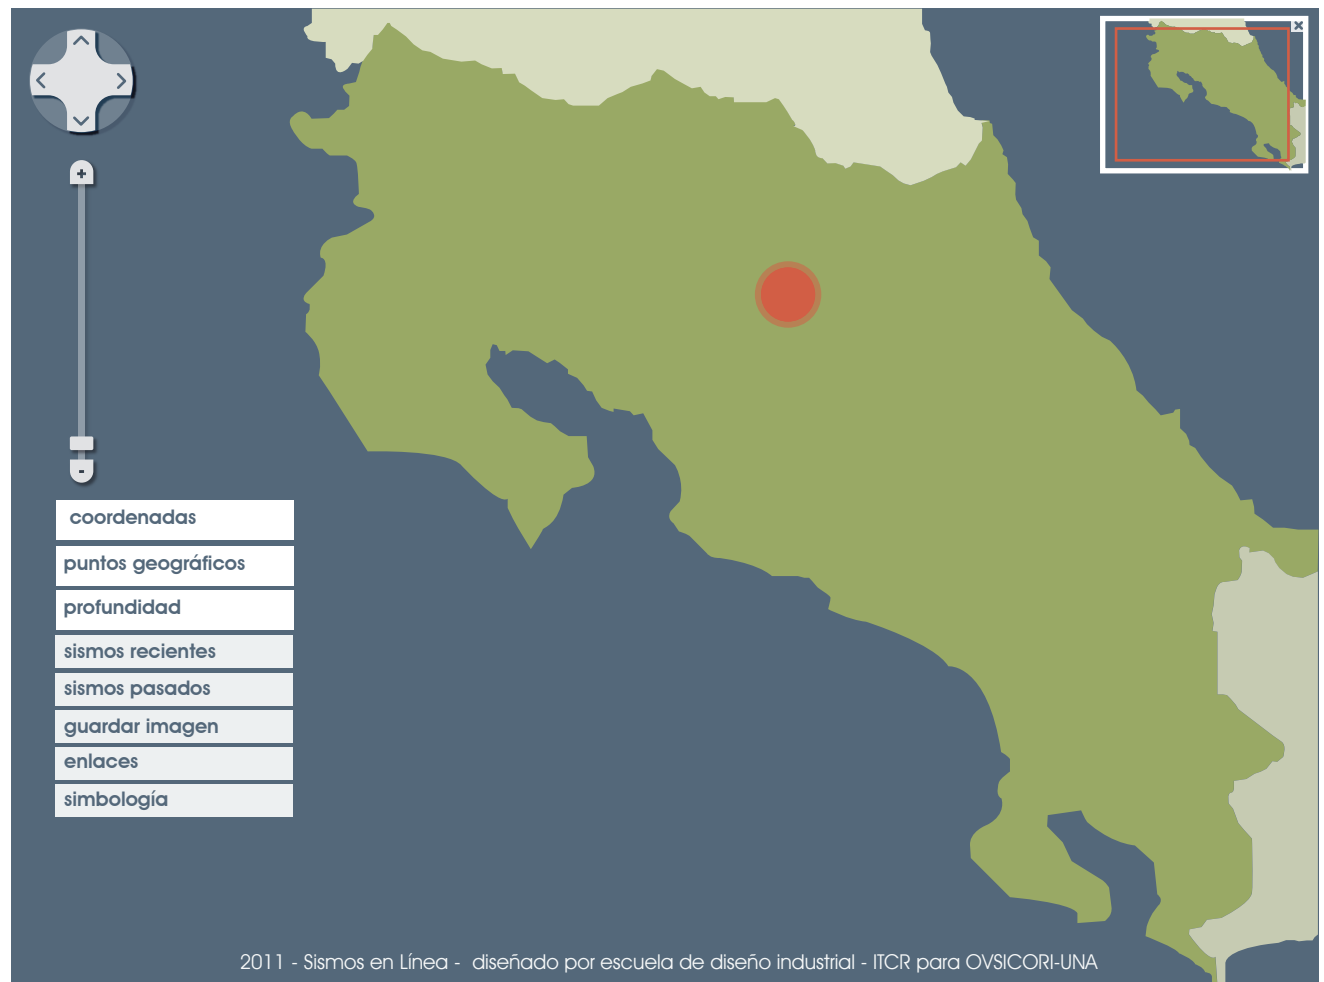 +
-
coordenadas
puntos geográficos
profundidad
sismos recientes
sismos pasados
guardar imagen
enlaces
simbología
2011 - Sismos en Línea - diseñado por escuela de diseño industrial - ITCR para OVSICORI-UNA